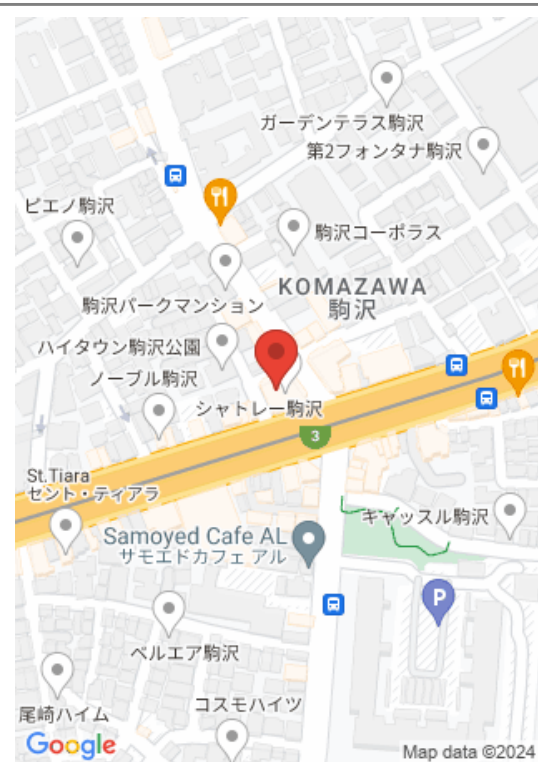 ガーデンテラス駒沢
第2フォンタナ駒沢
ピエノ駒沢
駒沢コーポラス
KOMAZAWA
駒沢
駒沢パークマンション
ハイタウン駒沢公園
ノーブル駒沢
シャトレー駒沢
3
St.Tiara
セント・ティアラ
キャッスル駒沢
Samoyed Cafe AL
サモエドカフェ アル
P
ベルエア駒沢
尾崎ハイム
コスモハイツ
Google
Map data ©2024